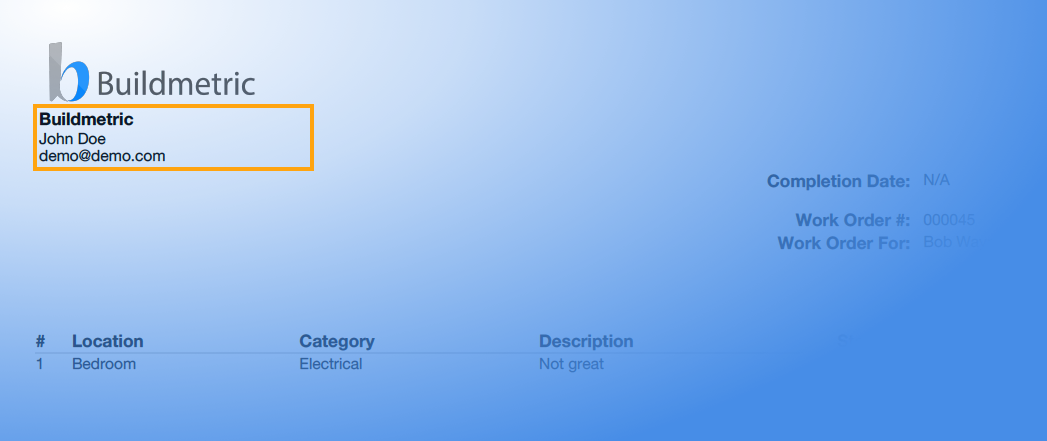 Buildmetric
Buildmetric
John Doe
demo@demo.com
Completion Date: N/A
Work Order #: 000045
Work Order For: Bob
# Location Category Description
1 Bedroom Electrical Not great